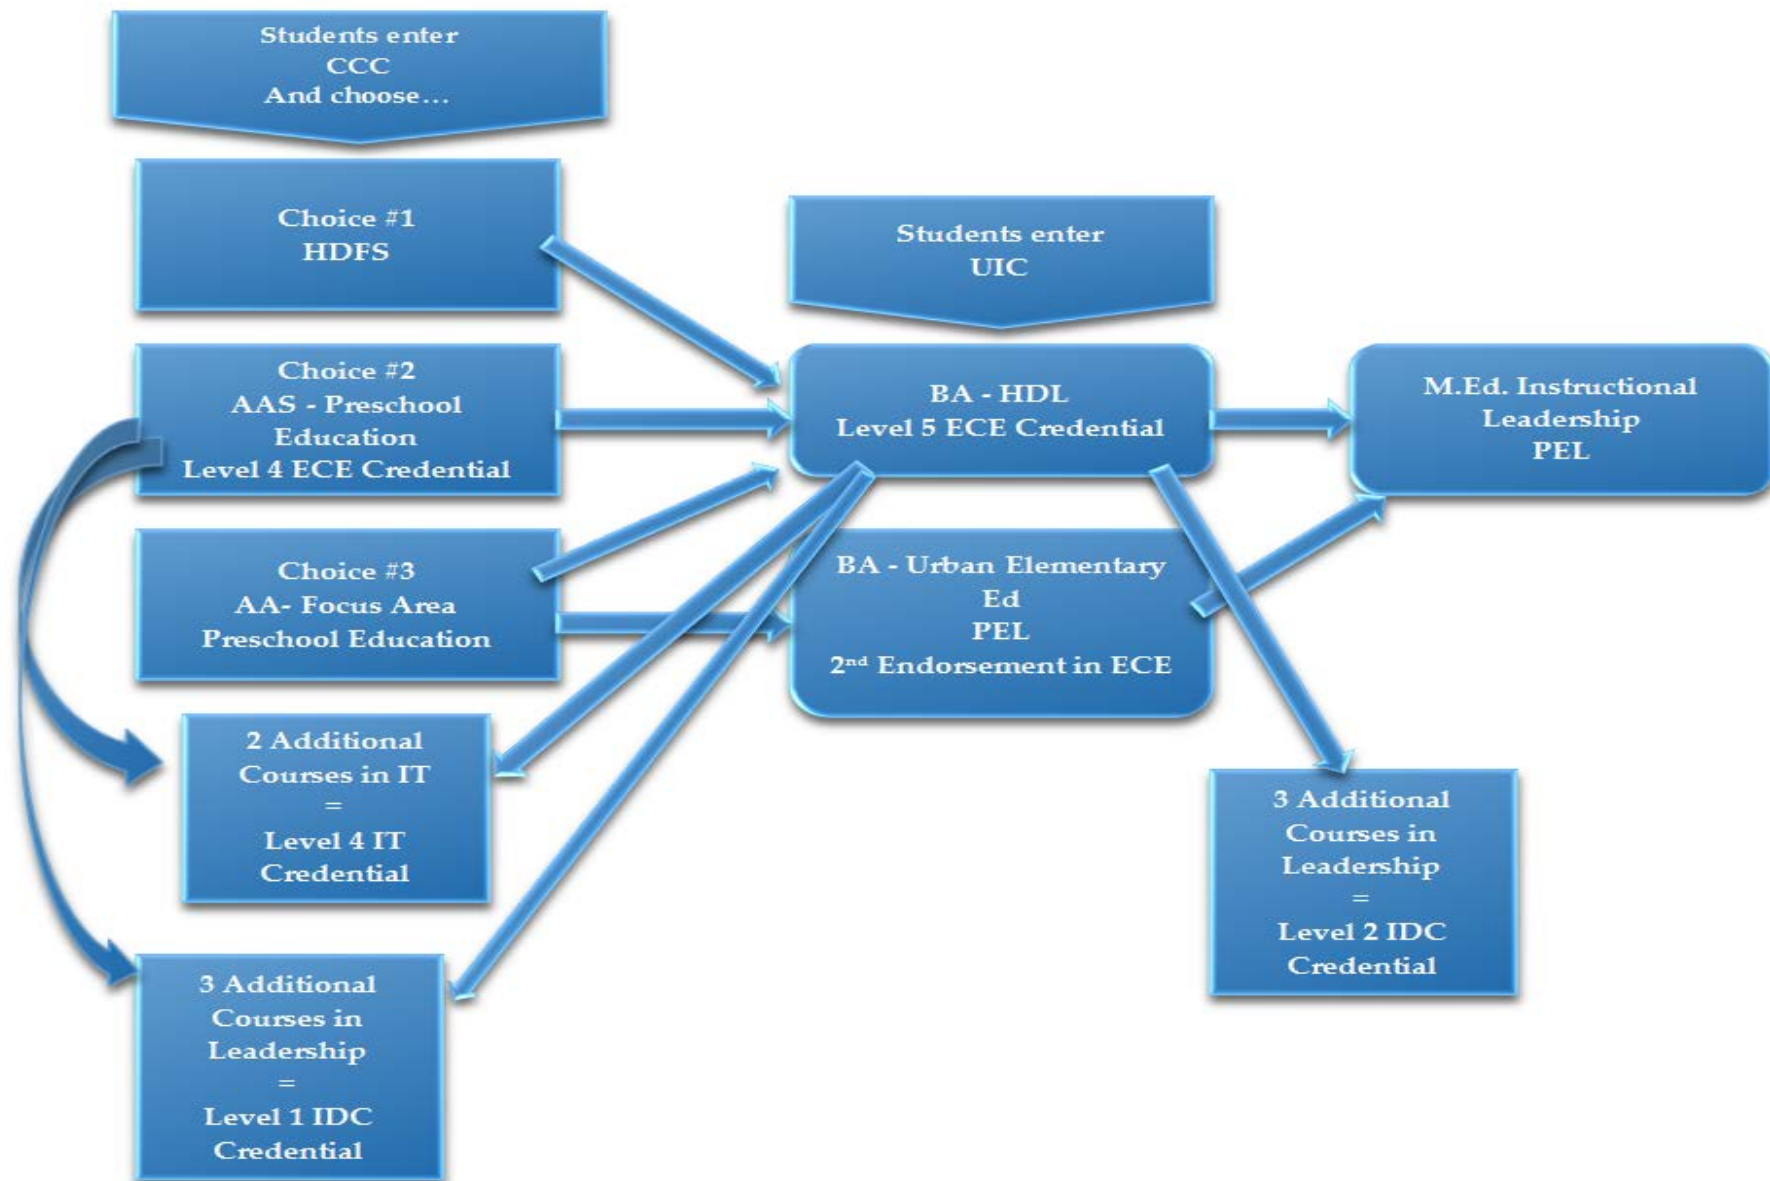 Students enter
CCC
And choose...
Choice #1
HDFS
Choice #2
AAS - Preschool
Education
Level 4 ECE Credential
Choice #3
AA- Focus Area
Preschool Education
2 Additional
Courses in IT
=
Level 4 IT
Credential
3 Additional
Courses in
Leadership
=
Level 1 IDC
Credential
Students enter
UIC
BA - HDL
Level 5 ECE Credential
BA - Urban Elementary
Ed
PEL
2nd Endorsement in ECE
M.Ed. Instructional
Leadership
PEL
3 Additional
Courses in
Leadership
=
Level 2 IDC
Credential